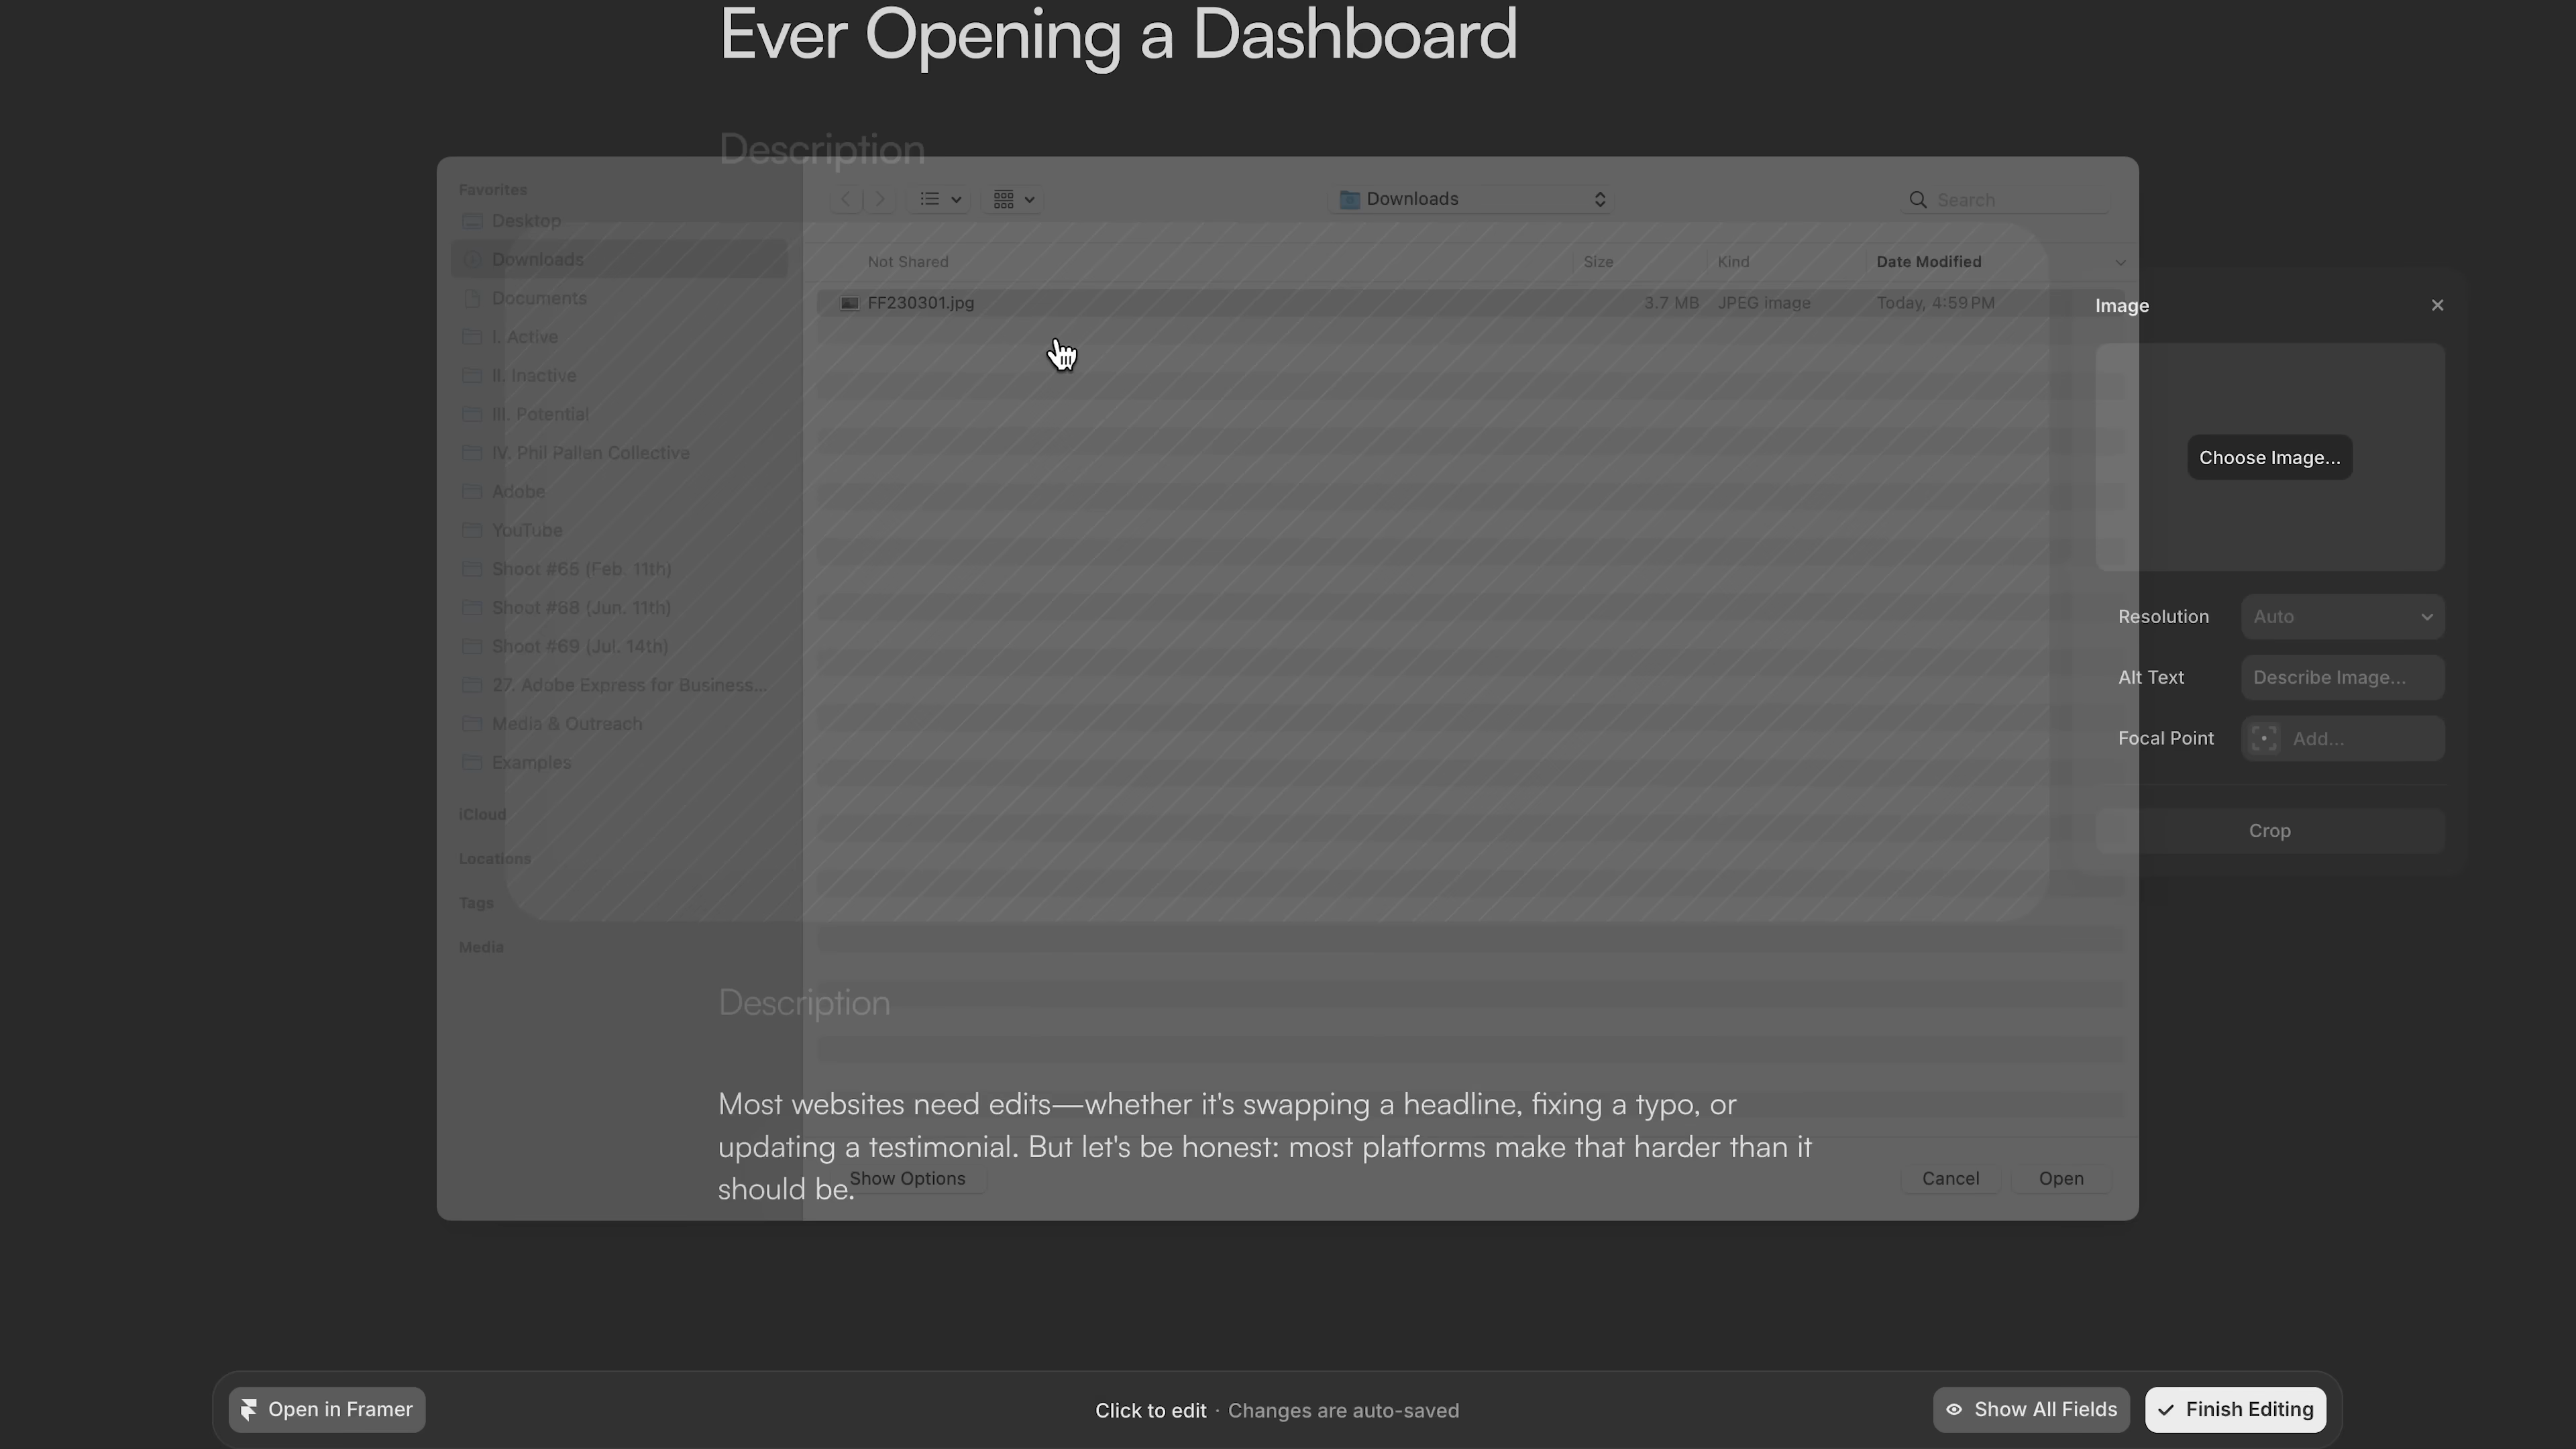 Ever Opening a Dashboard
Description
Favorites
Desktop
Downloads
Documents
I. Active
II. Inactive
III. Potential
IV. Phil Pallen Collective
Adobe
YouTube
Shoot #65 (Feb. 11th)
Shoot #68 (Jun. 11th)
Shoot #69 (Jul. 14th)
27. Adobe Express for Business...
Media & Outreach
Examples
iCloud
Locations
Tags
Media
Downloads
Search
Not Shared Size Kind Date Modified
FF230301.jpg 3.7 MB JPEG image Today, 4:59 PM
Image
Choose Image...
Resolution Auto
Alt Text Describe Image...
Focal Point Add...
Crop
Description
Most websites need edits—whether it's swapping a headline, fixing a typo, or
updating a testimonial. But let's be honest: most platforms make that harder than it
should be.
Show Options Cancel Open
Open in Framer Click to edit · Changes are auto-saved Show All Fields Finish Editing